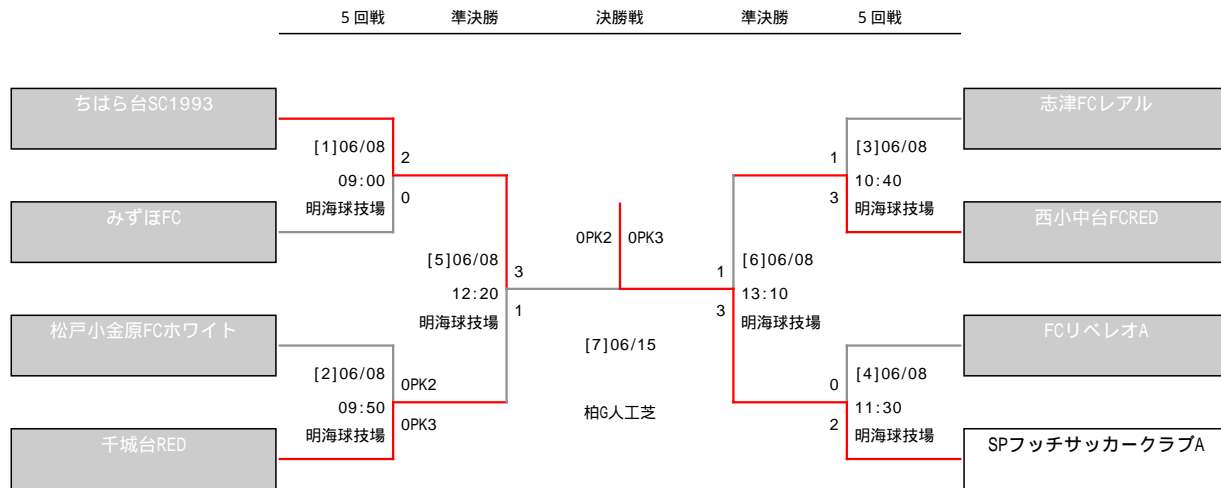 5回戦 準決勝 決勝戦 準決勝 5回戦
ちはら台SC1993
志津FCレアル
[1]06/08
2
1
[3]06/08
09:00
0
3
10:40
明海球技場
明海球技場
みずほFC
西小中台FCRED
0PK2
0PK3
[5]06/08
3
1
[6]06/08
12:20
1
3
13:10
明海球技場
明海球技場
松戸小金原FCホワイト
FCリベレオA
[7]06/15
[2]06/08
0PK2
0
[4]06/08
09:50
0PK3
2
11:30
明海球技場
柏G人工芝
明海球技場
千城台RED
SPフッチサッカークラブA